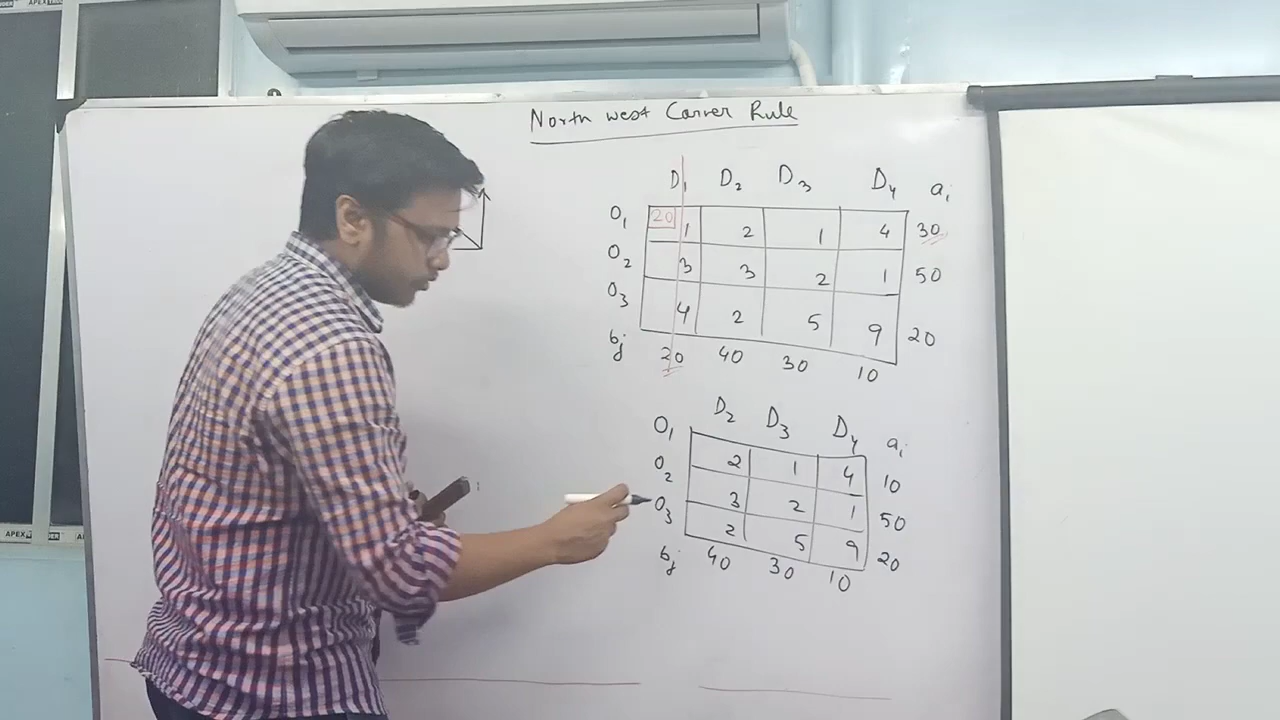 North west Corner Rule
D1 D2 D3 D4 ai
O1 20 1 2 1 4 30
O2 3 3 2 1 50
O3 4 2 5 9 20
bj 20 40 30 10
D2 D3 D4 ai
O1 2 1 4 10
O2 3 2 1 50
O3 2 5 9 20
bj 40 30 10
APEX